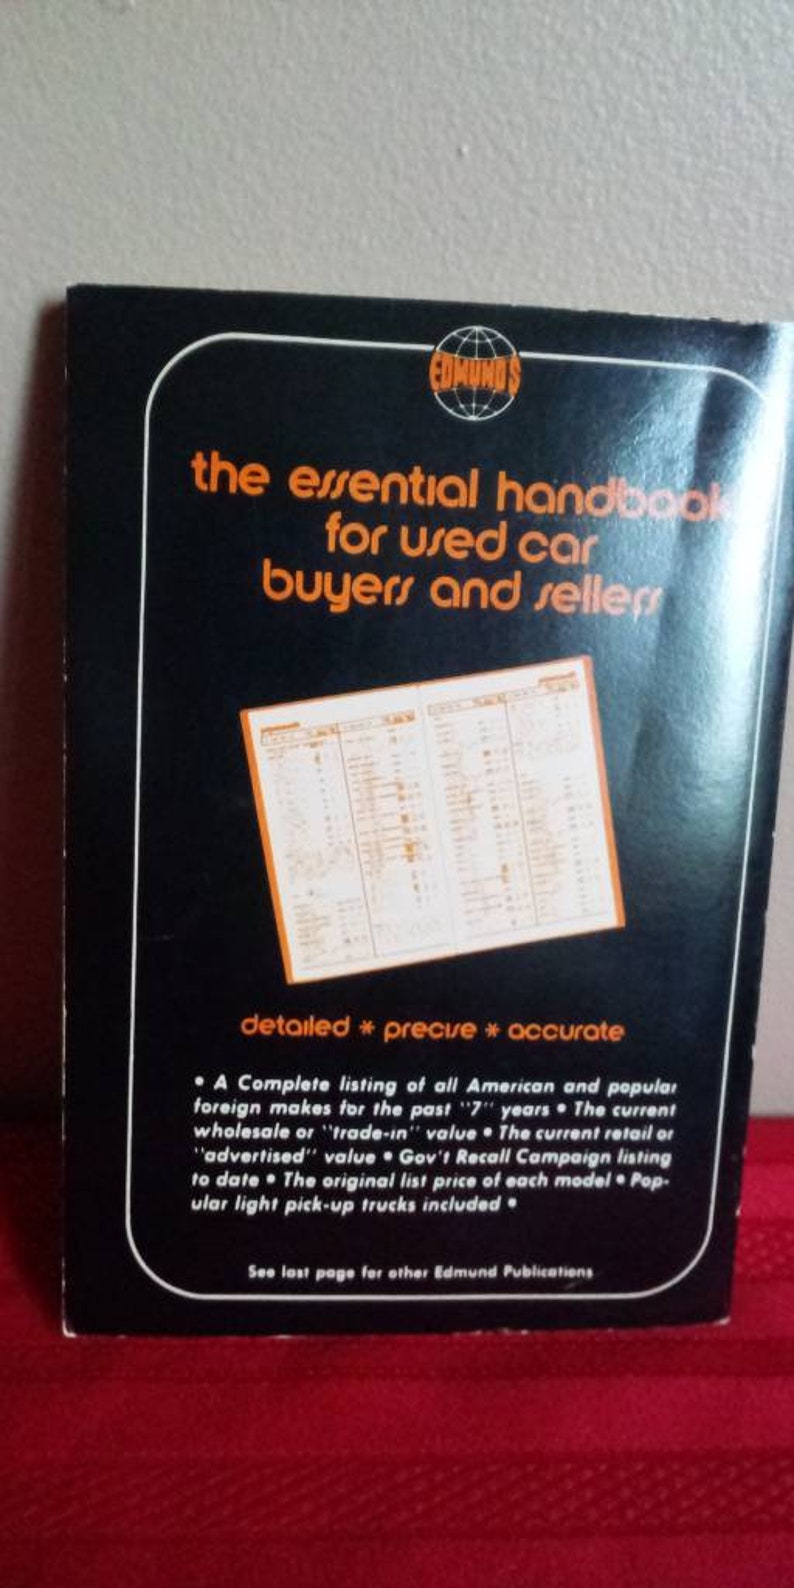 EDMUND'S
the essential handbook
for used car
buyers and sellers
detailed * precise * accurate
• A Complete listing of all American and popular
foreign makes for the past "7" years • The current
wholesale or "trade-in" value • The current retail or
"advertised" value • Gov't Recall Campaign listing
to date • The original list price of each model • Pop-
ular light pick-up trucks included •
See last page for other Edmund Publications